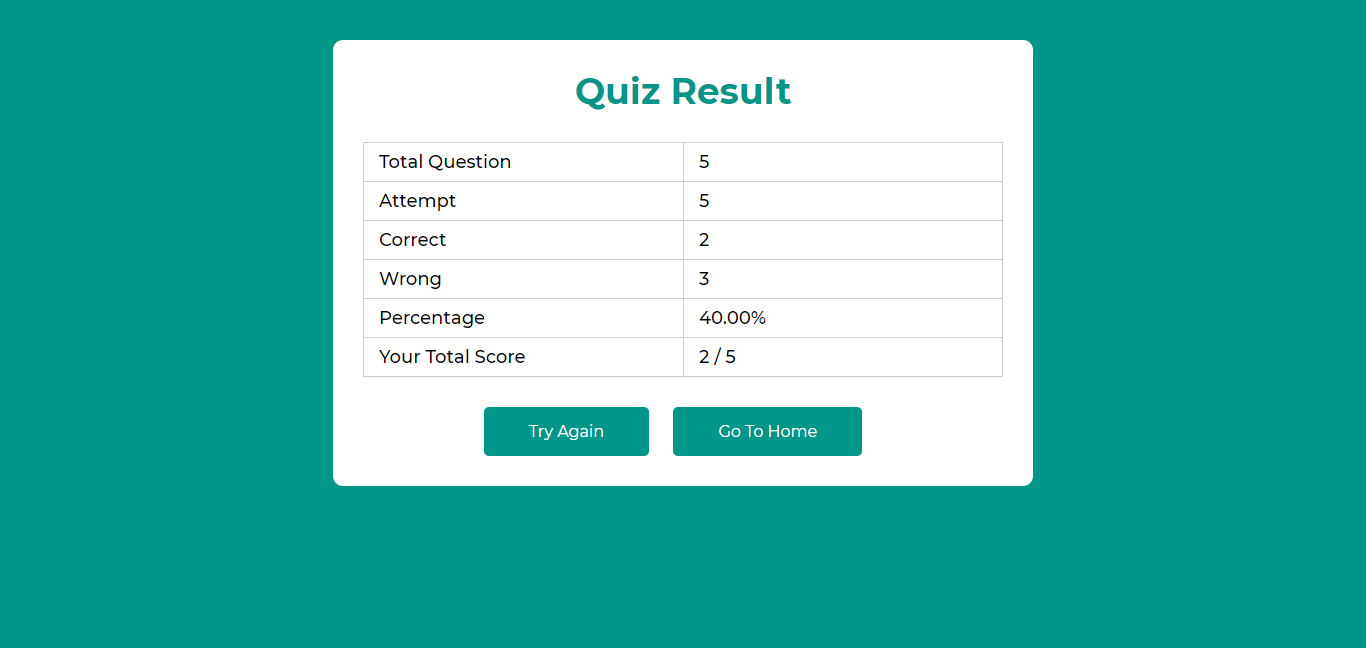 Quiz Result
Total Question 5
Attempt 5
Correct 2
Wrong 3
Percentage 40.00%
Your Total Score 2 / 5
Try Again Go To Home